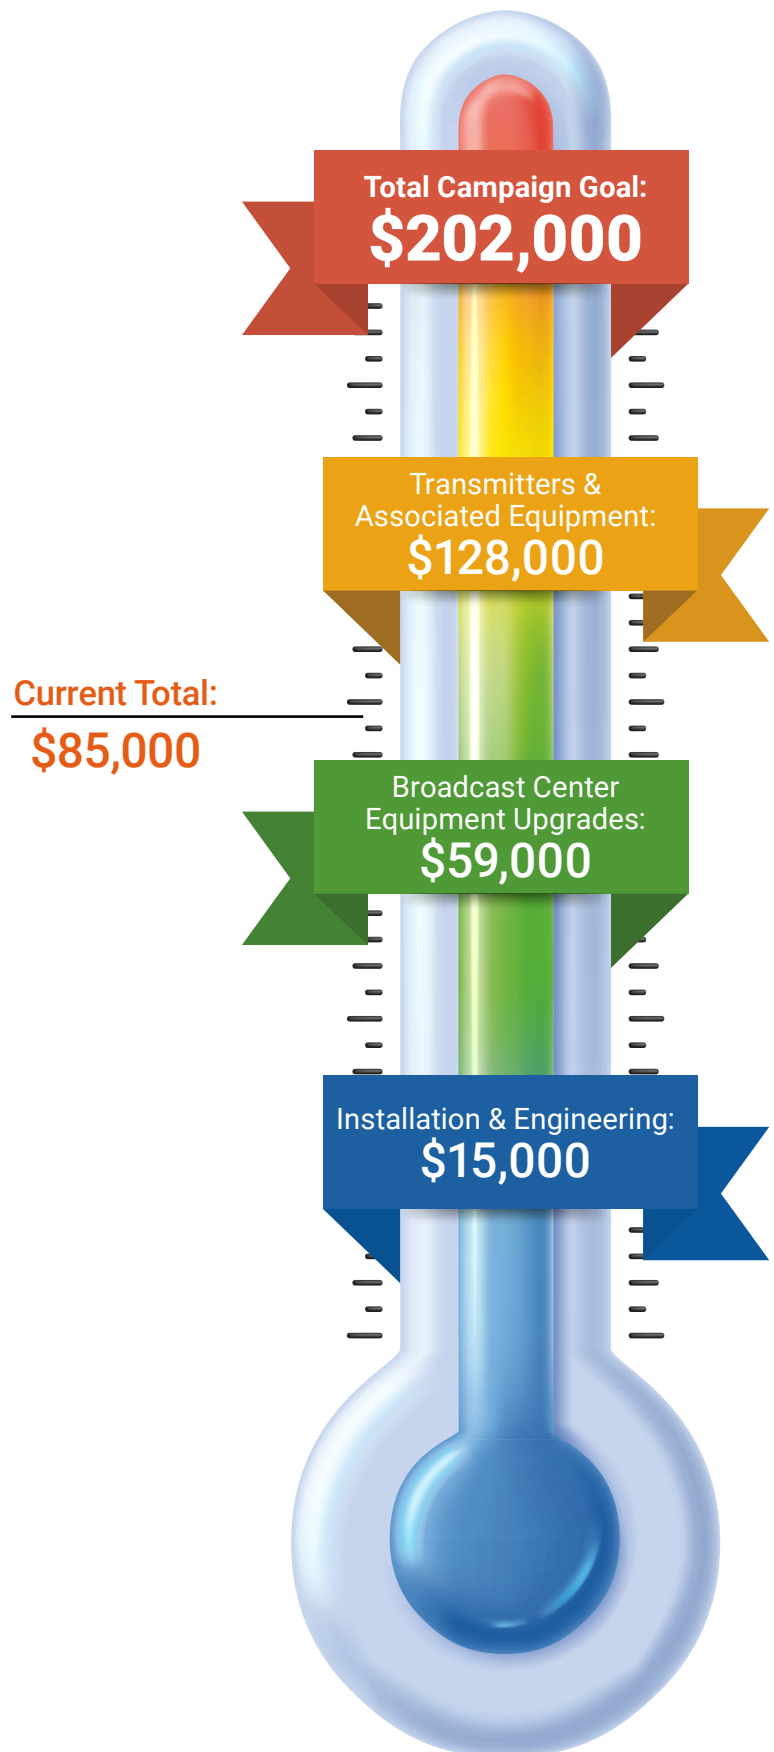 Total Campaign Goal:
$202,000
Transmitters &
Associated Equipment:
$128,000
Current Total:
$85,000
Broadcast Center
Equipment Upgrades:
$59,000
Installation & Engineering:
$15,000